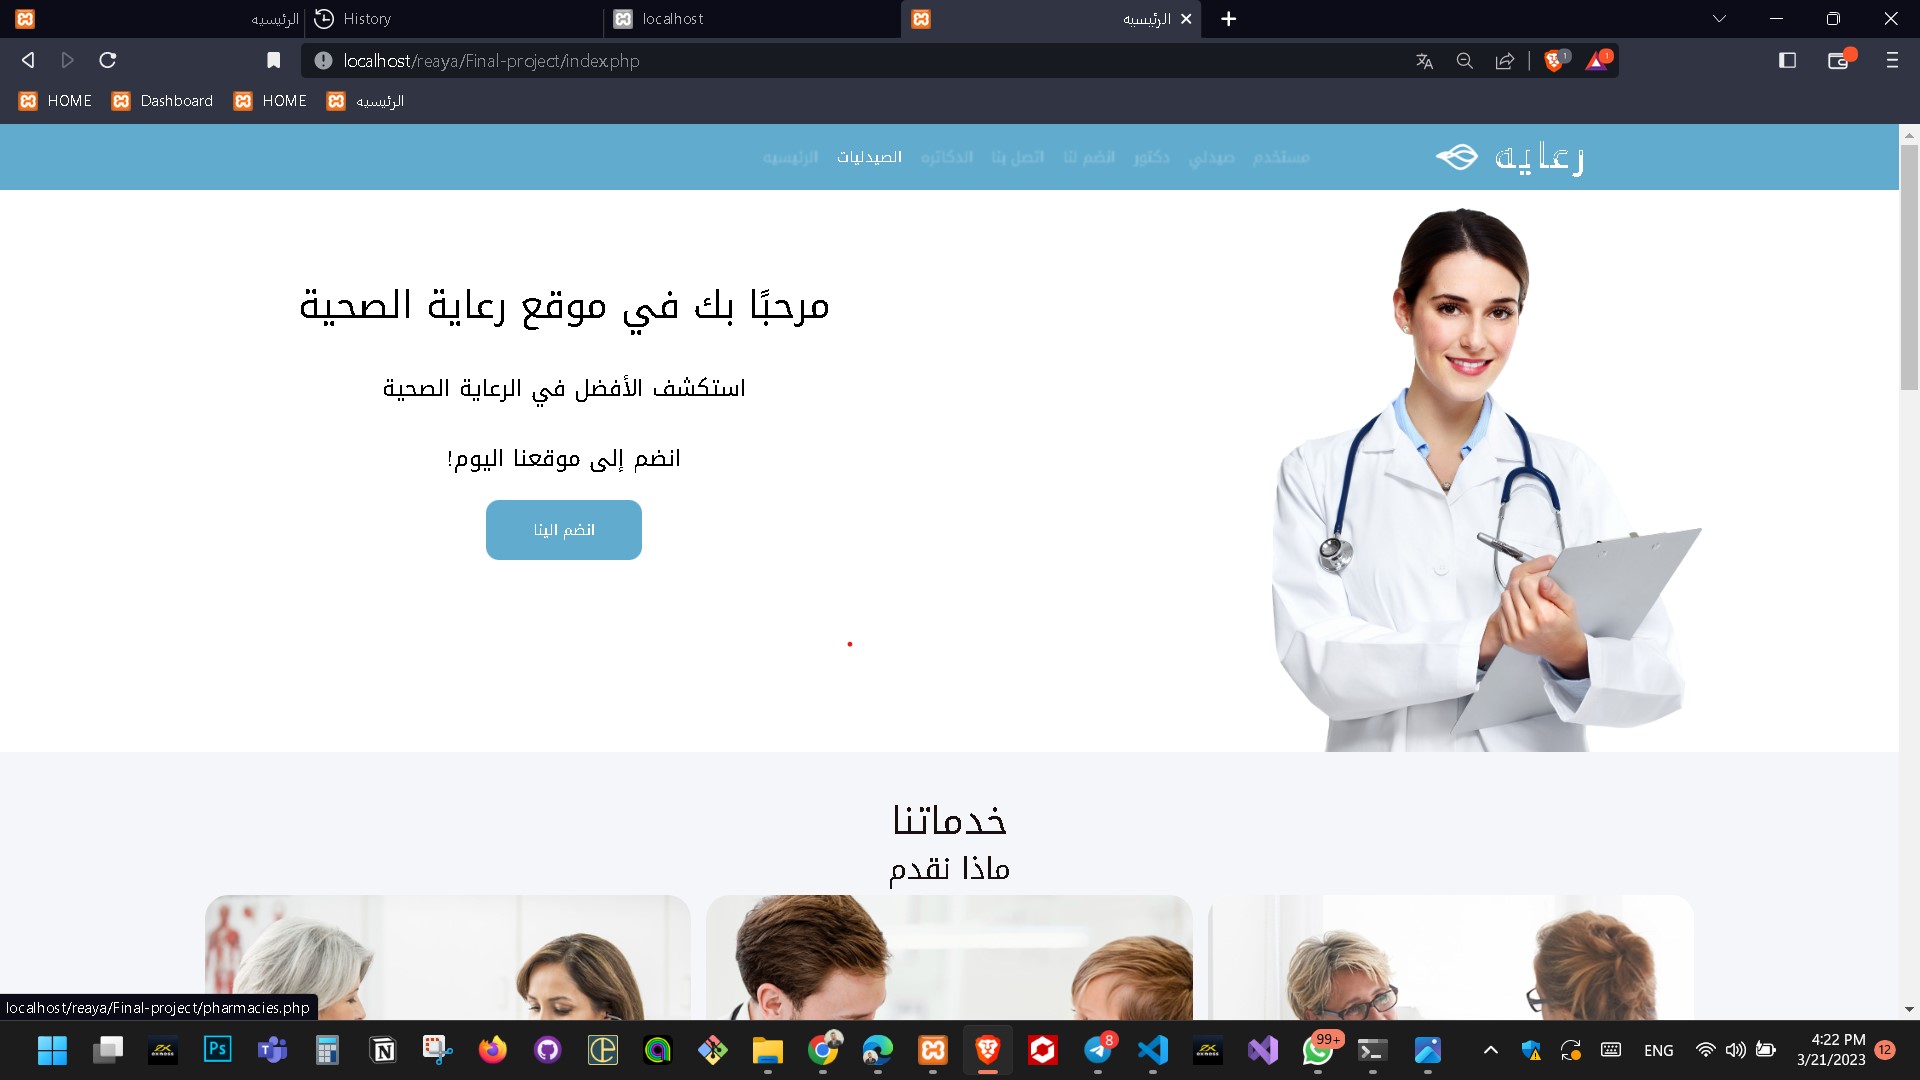 الرئيسيه
History
localhost
الرئيسيه
localhost/reaya/Final-project/index.php
HOME
Dashboard
HOME
الرئيسيه
رعايه
مستخدم
صيدلي
دكتور
انضم لنا
اتصل بنا
الدكاتره
الصيدليات
الرئيسيه
مرحبًا بك في موقع رعاية الصحية
استكشف الأفضل في الرعاية الصحية
انضم إلى موقعنا اليوم!
انضم الينا
خدماتنا
ماذا نقدم
localhost/reaya/Final-project/pharmacies.php
Ps
8
99+
ENG
4:22 PM
3/21/2023
12